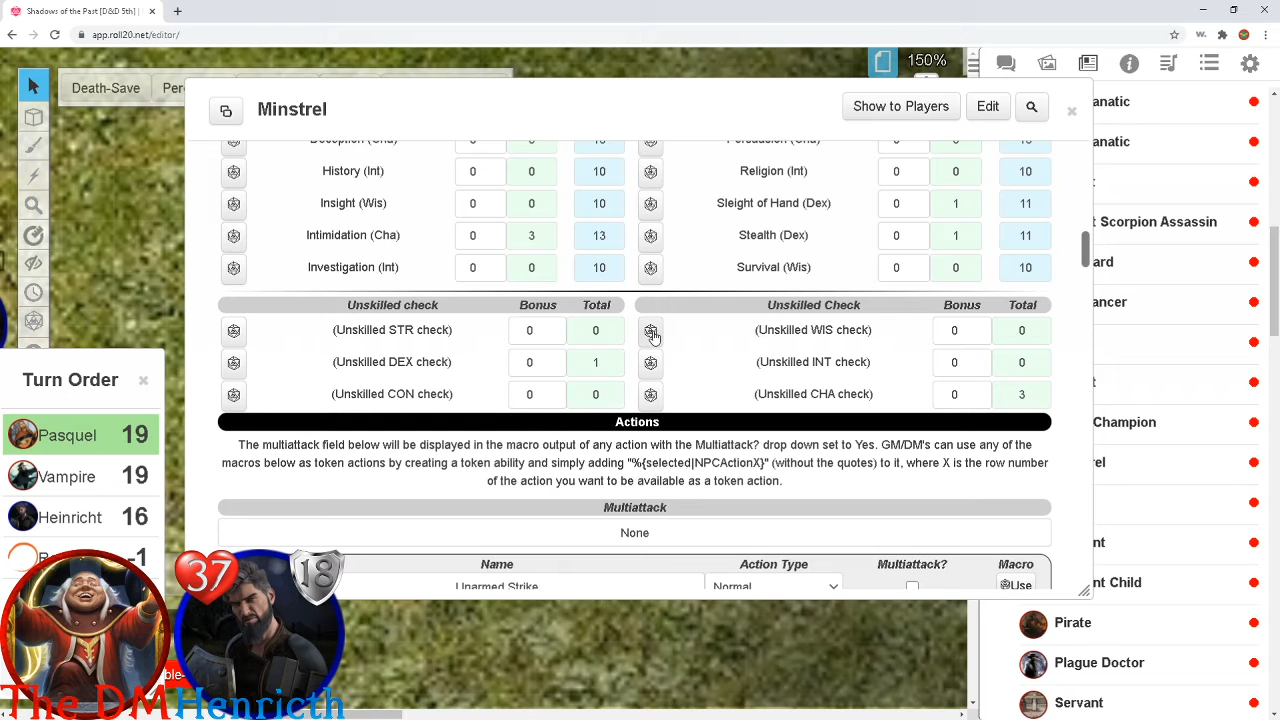 Shadows of the Past [D&D 5th]
app.roll20.net/editor/
150%
Death-Save
Minstrel
Show to Players
Edit
History (Int) 0 0 10
Religion (Int) 0 0 10
Insight (Wis) 0 0 10
Sleight of Hand (Dex) 0 1 11
Intimidation (Cha) 0 3 13
Stealth (Dex) 0 1 11
Investigation (Int) 0 0 10
Survival (Wis) 0 0 10
Unskilled check Bonus Total
Unskilled Check Bonus Total
(Unskilled STR check) 0 0
(Unskilled WIS check) 0 0
(Unskilled DEX check) 0 1
(Unskilled INT check) 0 0
(Unskilled CON check) 0 0
(Unskilled CHA check) 0 3
Actions
The multiattack field below will be displayed in the macro output of any action with the Multiattack? drop down set to Yes. GM/DM's can use any of the
macros below as token actions by creating a token ability and simply adding "%{selected|NPCActionX}" (without the quotes) to it, where X is the row number
of the action you want to be available as a token action.
Multiattack
None
Name Action Type Multiattack? Macro
Unarmed Strike Normal Use
Turn Order
Pasquel 19
Vampire 19
Heinricht 16
-1
37
18
The DM
Henricth
Scorpion Assassin
Champion
Child
Pirate
Plague Doctor
Servant